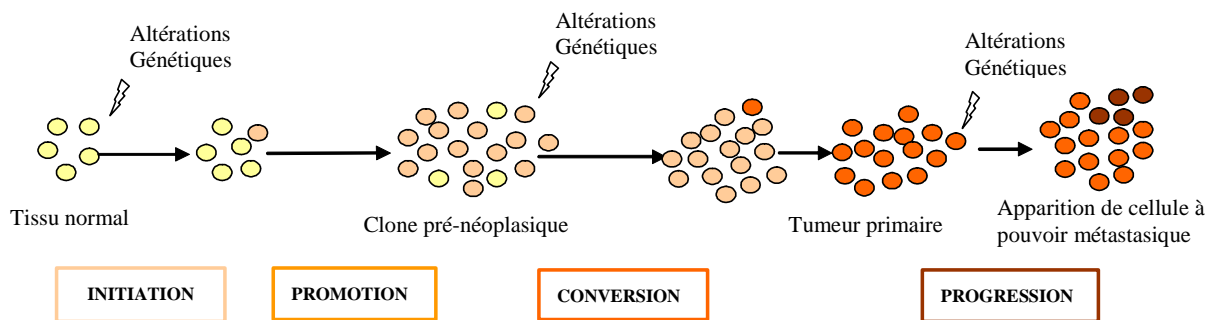 Altérations
Génétiques
Altérations
Génétiques
Altérations
Génétiques
Tissu normal
Clone pré-néoplasique
Tumeur primaire
Apparition de cellule à
pouvoir métastasique
INITIATION
PROMOTION
CONVERSION
PROGRESSION